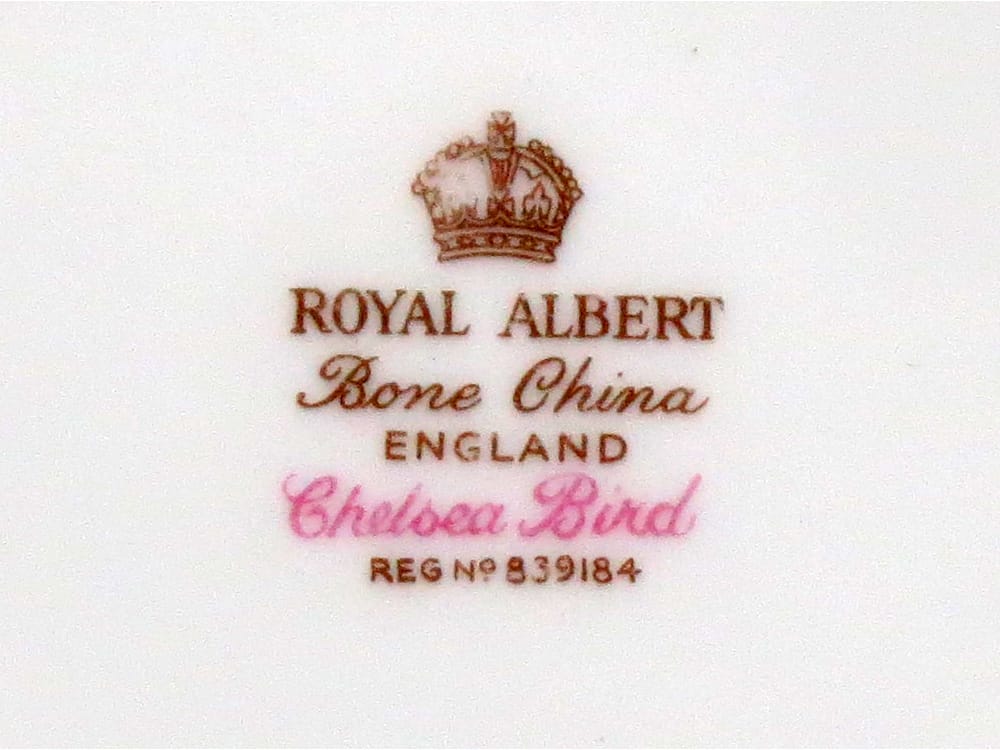 ROYAL ALBERT
Bone China
ENGLAND
Chelsea Bird
REG Nº 839184